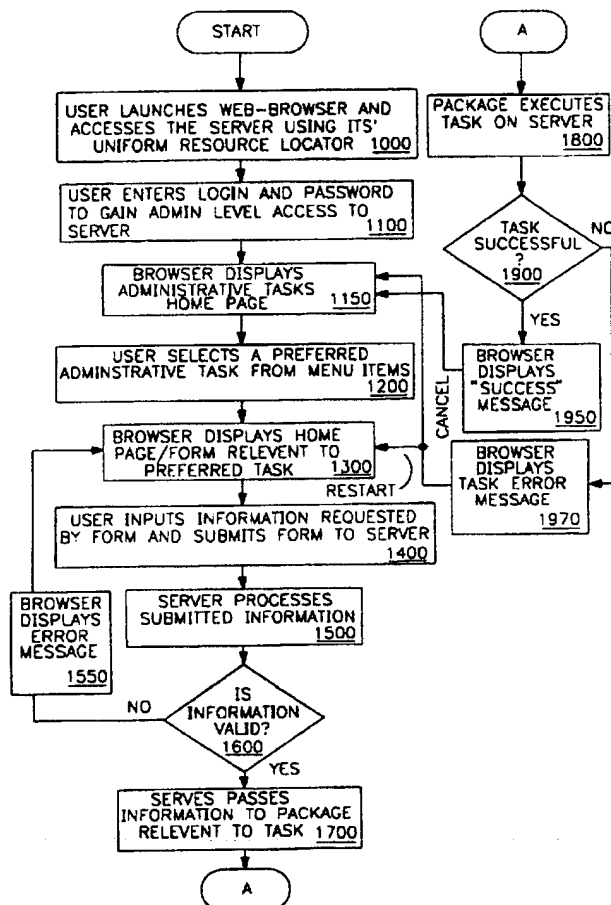 START
USER LAUNCHES WEB-BROWSER AND
ACCESSES THE SERVER USING ITS'
UNIFORM RESOURCE LOCATOR 1000
USER ENTERS LOGIN AND PASSWORD
TO GAIN ADMIN LEVEL ACCESS TO
SERVER 1100
BROWSER DISPLAYS
ADMINISTRATIVE TASKS
HOME PAGE 1150
USER SELECTS A PREFERRED
ADMINSTRATIVE TASK FROM MENU ITEMS
1200
BROWSER DISPLAYS HOME
PAGE/FORM RELEVENT TO
PREFERRED TASK 1300
USER INPUTS INFORMATION REQUESTED
BY FORM AND SUBMITS FORM TO SERVER
1400
SERVER PROCESSES
SUBMITTED INFORMATION
1500
BROWSER
DISPLAYS
ERROR
MESSAGE
1550
IS
INFORMATION
VALID?
1600
NO
YES
SERVES PASSES
INFORMATION TO PACKAGE
RELEVENT TO TASK 1700
A
A
PACKAGE EXECUTES
TASK ON SERVER
1800
TASK
SUCCESSFUL
?
1900
NO
YES
BROWSER
DISPLAYS
"SUCCESS"
MESSAGE 1950
CANCEL
RESTART
BROWSER
DISPLAYS
TASK ERROR
MESSAGE
1970